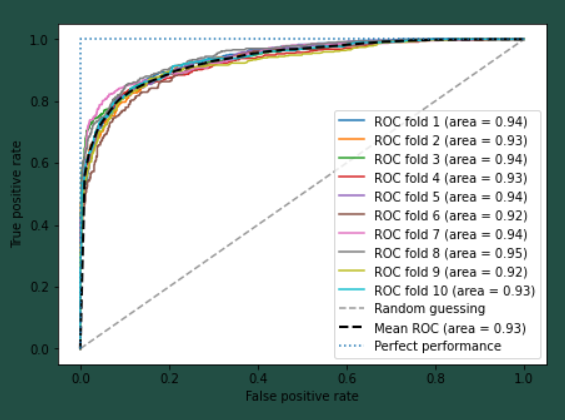 1.0
0.8
0.6
0.4
0.2
0.0
True positive rate
ROC fold 1 (area = 0.94)
ROC fold 2 (area = 0.93)
ROC fold 3 (area = 0.94)
ROC fold 4 (area = 0.93)
ROC fold 5 (area = 0.94)
ROC fold 6 (area = 0.92)
ROC fold 7 (area = 0.94)
ROC fold 8 (area = 0.95)
ROC fold 9 (area = 0.92)
ROC fold 10 (area = 0.93)
Random guessing
Mean ROC (area = 0.93)
Perfect performance
0.0 0.2 0.4 0.6 0.8 1.0
False positive rate